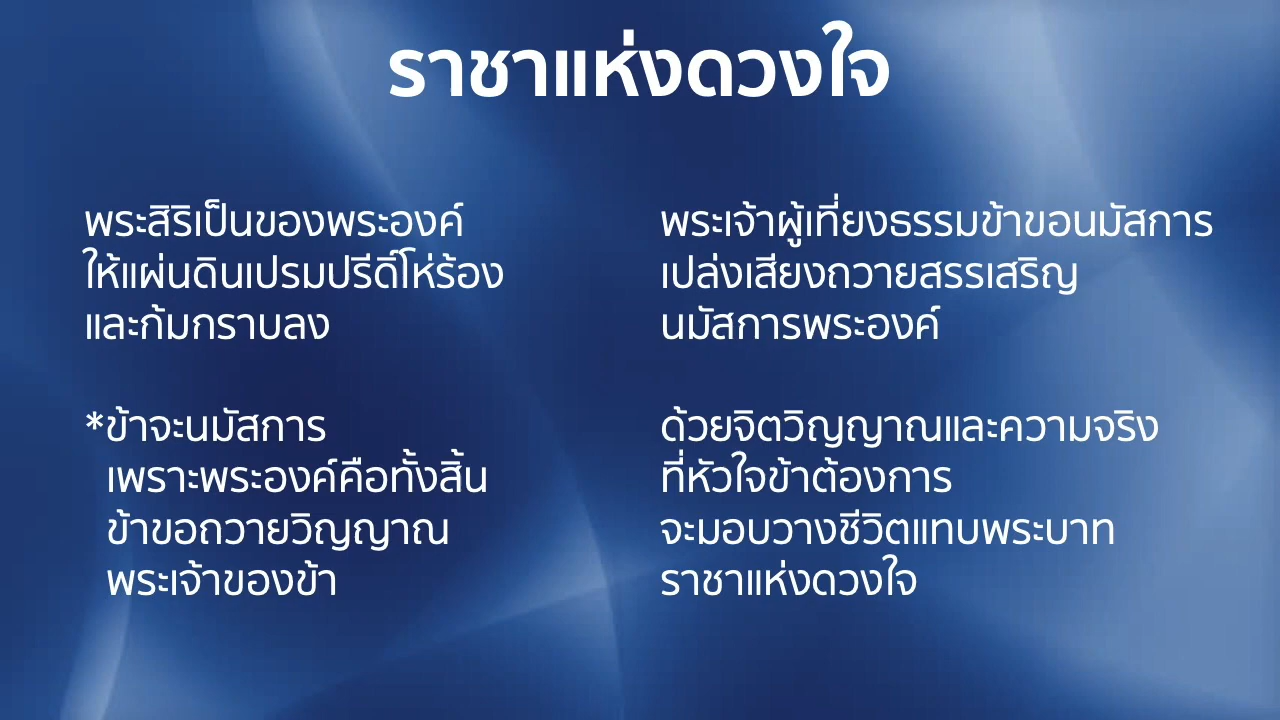 ราชาแห่งดวงใจ
พระสิริเป็นของพระองค์
ให้แผ่นดินเปรมปรีดิ์โห่ร้อง
และก้มกราบลง
*ข้าจะนมัสการ
เพราะพระองค์คือทั้งสิ้น
ข้าขอถวายวิญญาณ
พระเจ้าของข้า
พระเจ้าผู้เที่ยงธรรมข้าขอนมัสการ
เปล่งเสียงถวายสรรเสริญ
นมัสการพระองค์
ด้วยจิตวิญญาณและความจริง
ที่หัวใจข้าต้องการ
จะมอบวางชีวิตแทบพระบาท
ราชาแห่งดวงใจ